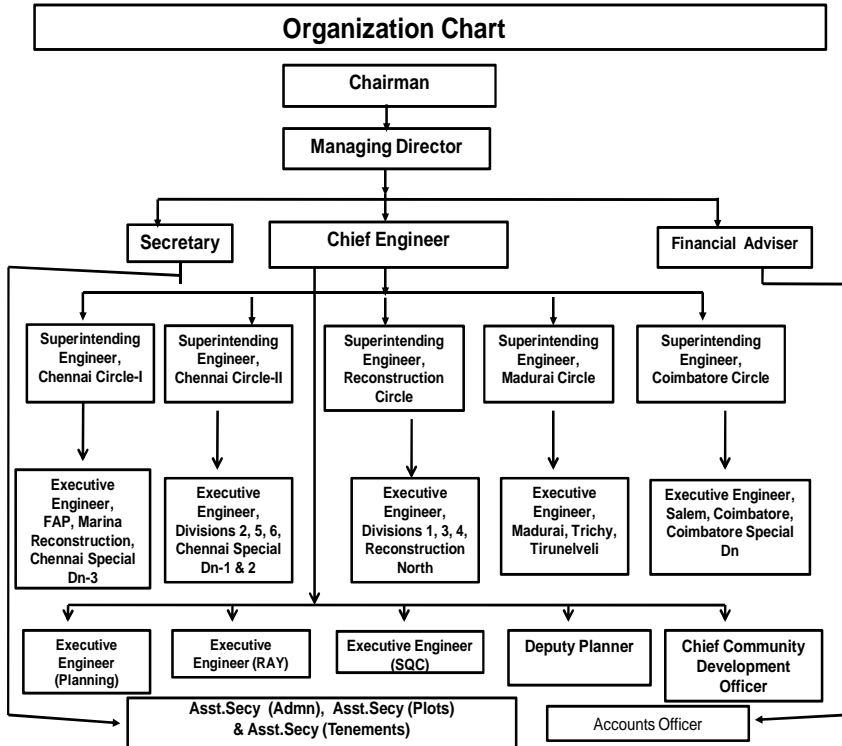 Organization Chart
Chairman
Managing Director
Secretary
Chief Engineer
Financial Adviser
Superintending
Engineer,
Chennai Circle-I
Superintending
Engineer,
Chennai Circle-II
Superintending
Engineer,
Reconstruction
Circle
Superintending
Engineer,
Madurai Circle
Superintending
Engineer,
Coimbatore Circle
Executive
Engineer,
FAP, Marina
Reconstruction,
Chennai Special
Dn-3
Executive
Engineer,
Divisions 2, 5, 6,
Chennai Special
Dn-1 & 2
Executive
Engineer,
Divisions 1, 3, 4,
Reconstruction
North
Executive
Engineer,
Madurai, Trichy,
Tirunelveli
Executive Engineer,
Salem, Coimbatore,
Coimbatore Special
Dn
Executive
Engineer
(Planning)
Executive
Engineer (RAY)
Executive Engineer
(SQC)
Deputy Planner
Chief Community
Development
Officer
Asst.Secy (Admn), Asst.Secy (Plots)
& Asst.Secy (Tenements)
Accounts Officer